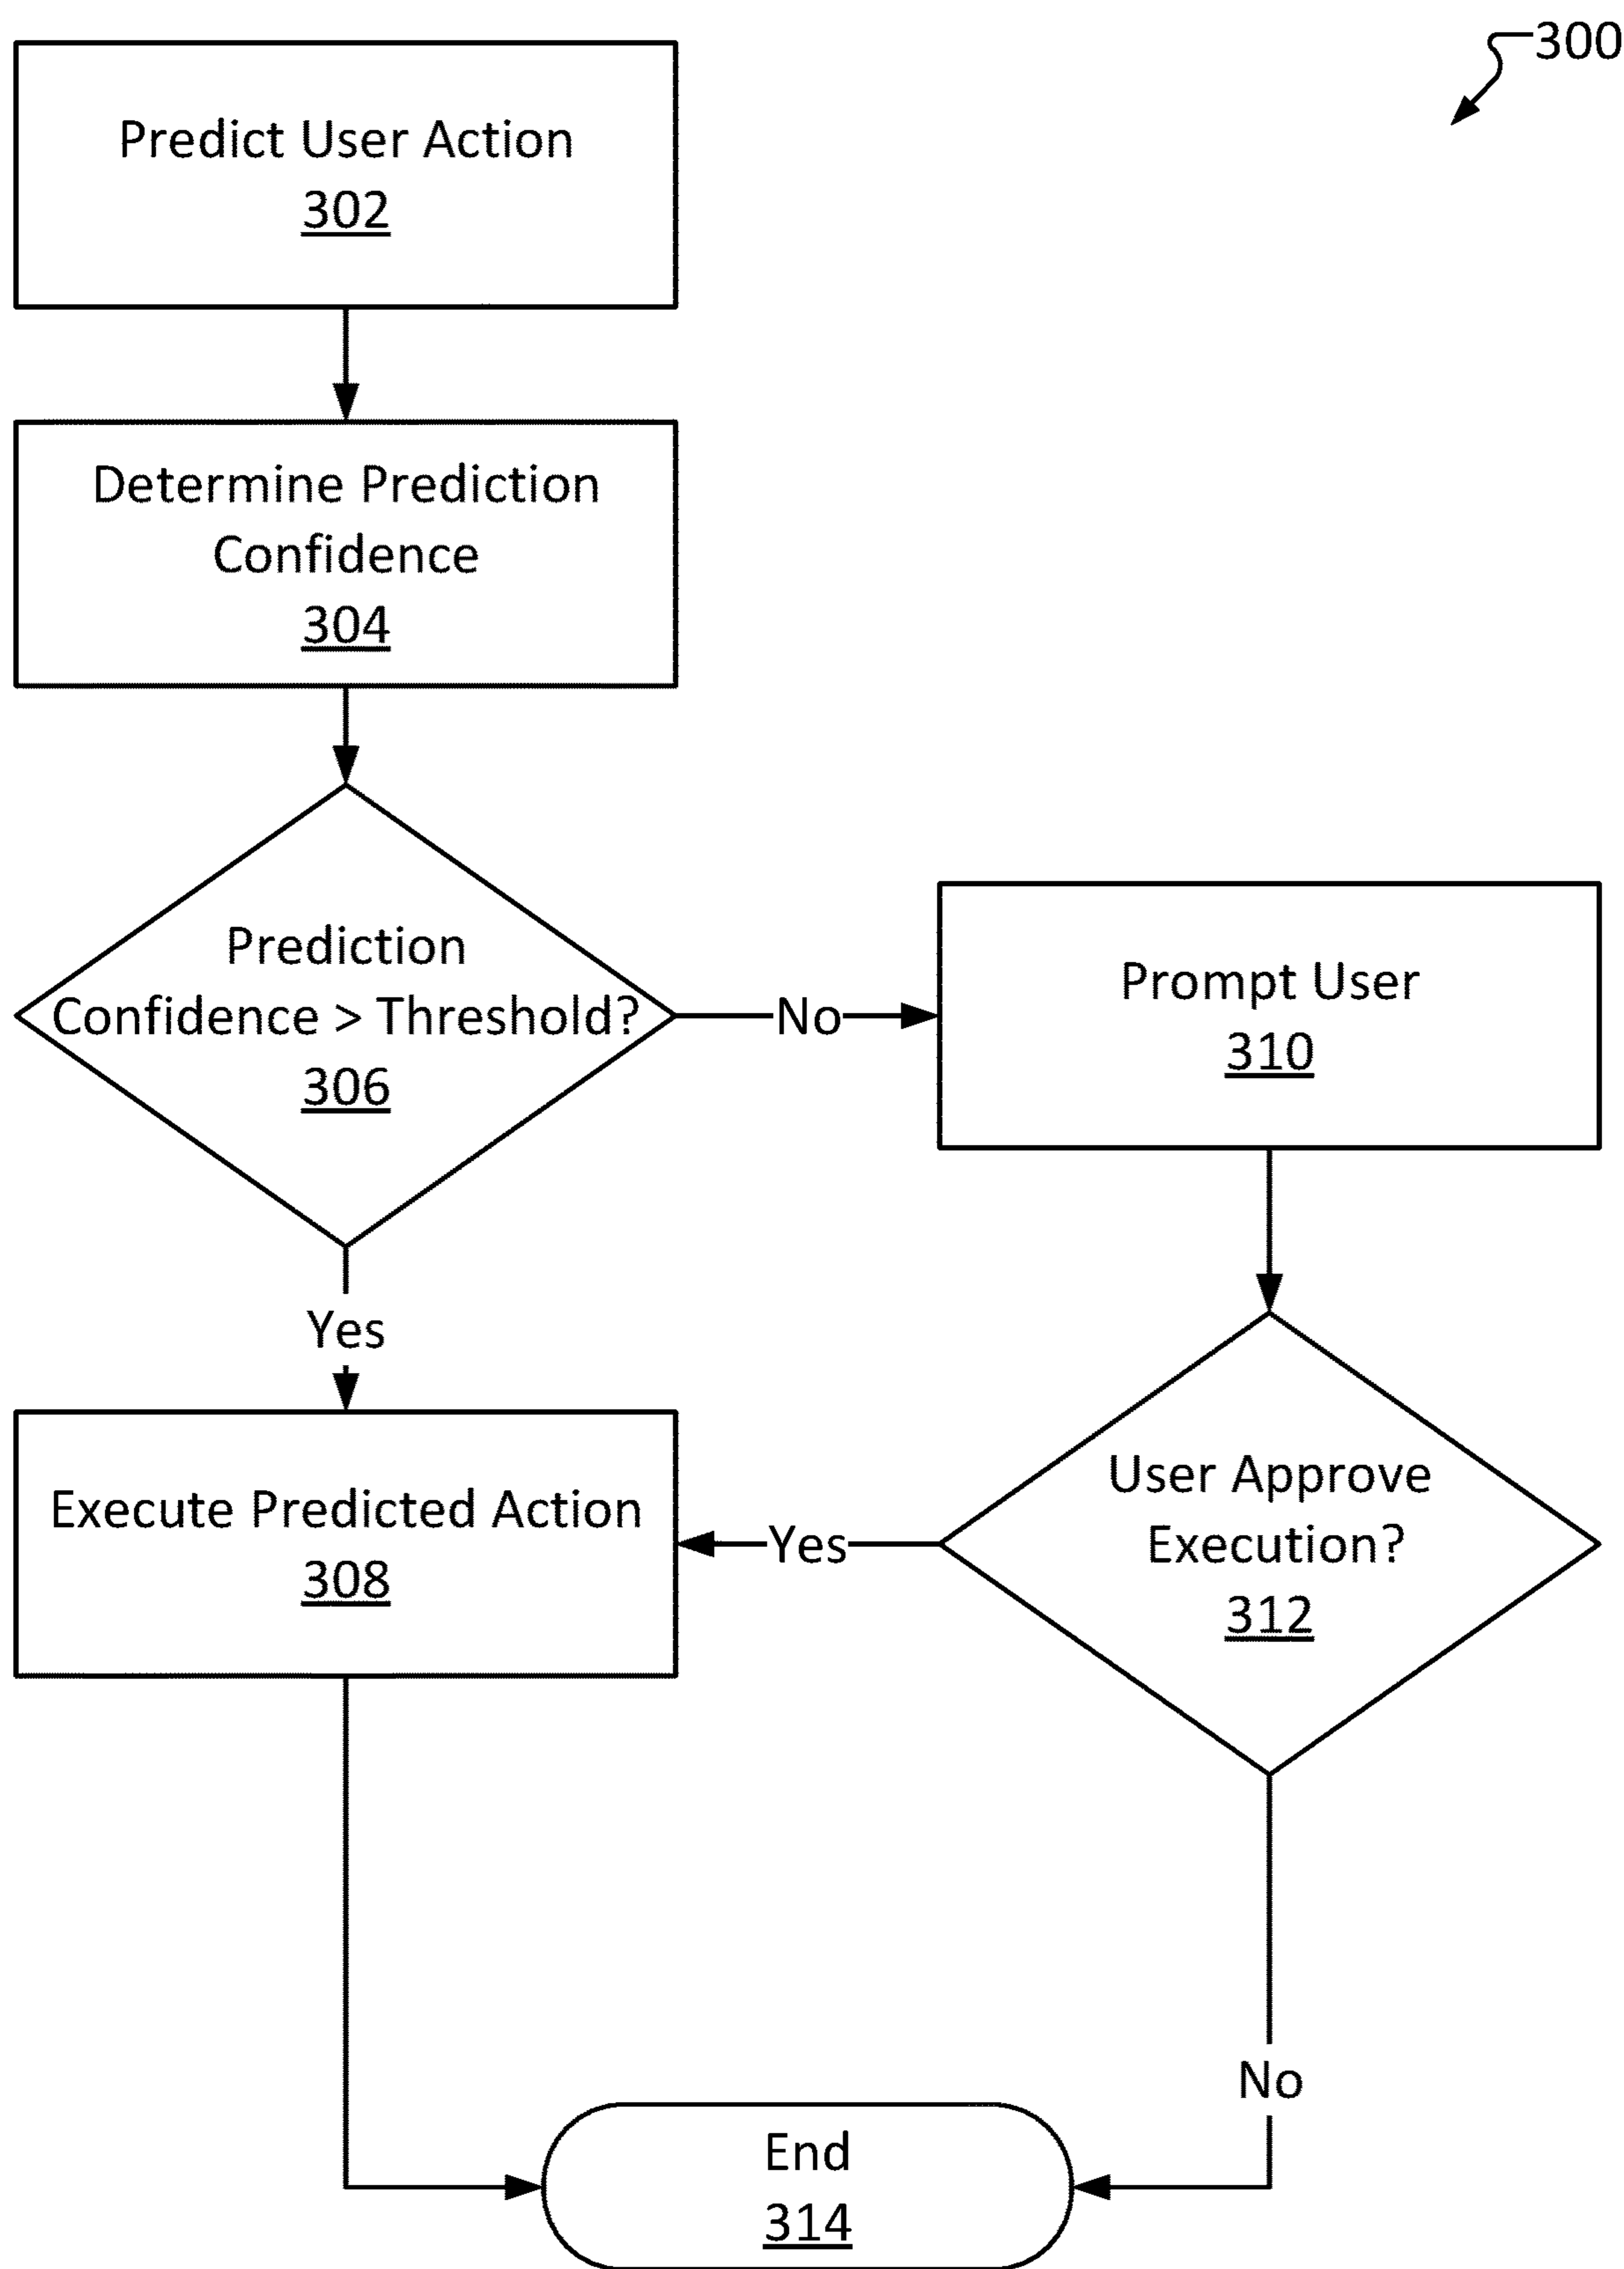 300
Predict User Action
302
Determine Prediction
Confidence
304
Prediction
Confidence > Threshold?
306
No
Prompt User
310
Yes
Execute Predicted Action
308
Yes
User Approve
Execution?
312
No
End
314